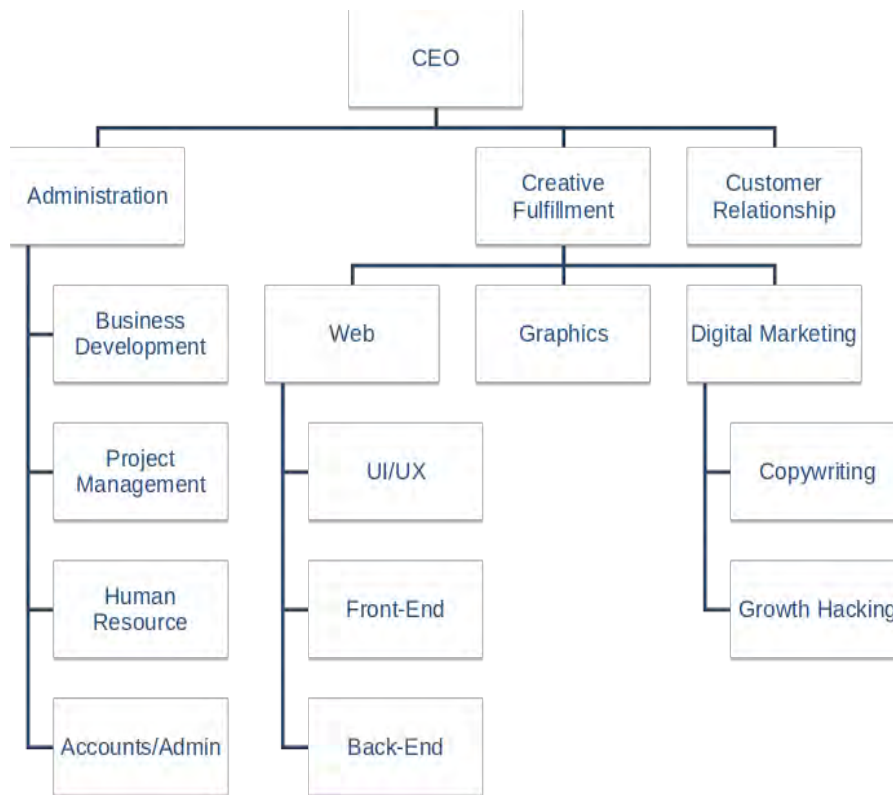 CEO
Administration
Creative
Fulfillment
Customer
Relationship
Business
Development
Web
Graphics
Digital Marketing
Project
Management
UI/UX
Copywriting
Human
Resource
Front-End
Growth Hacking
Accounts/Admin
Back-End